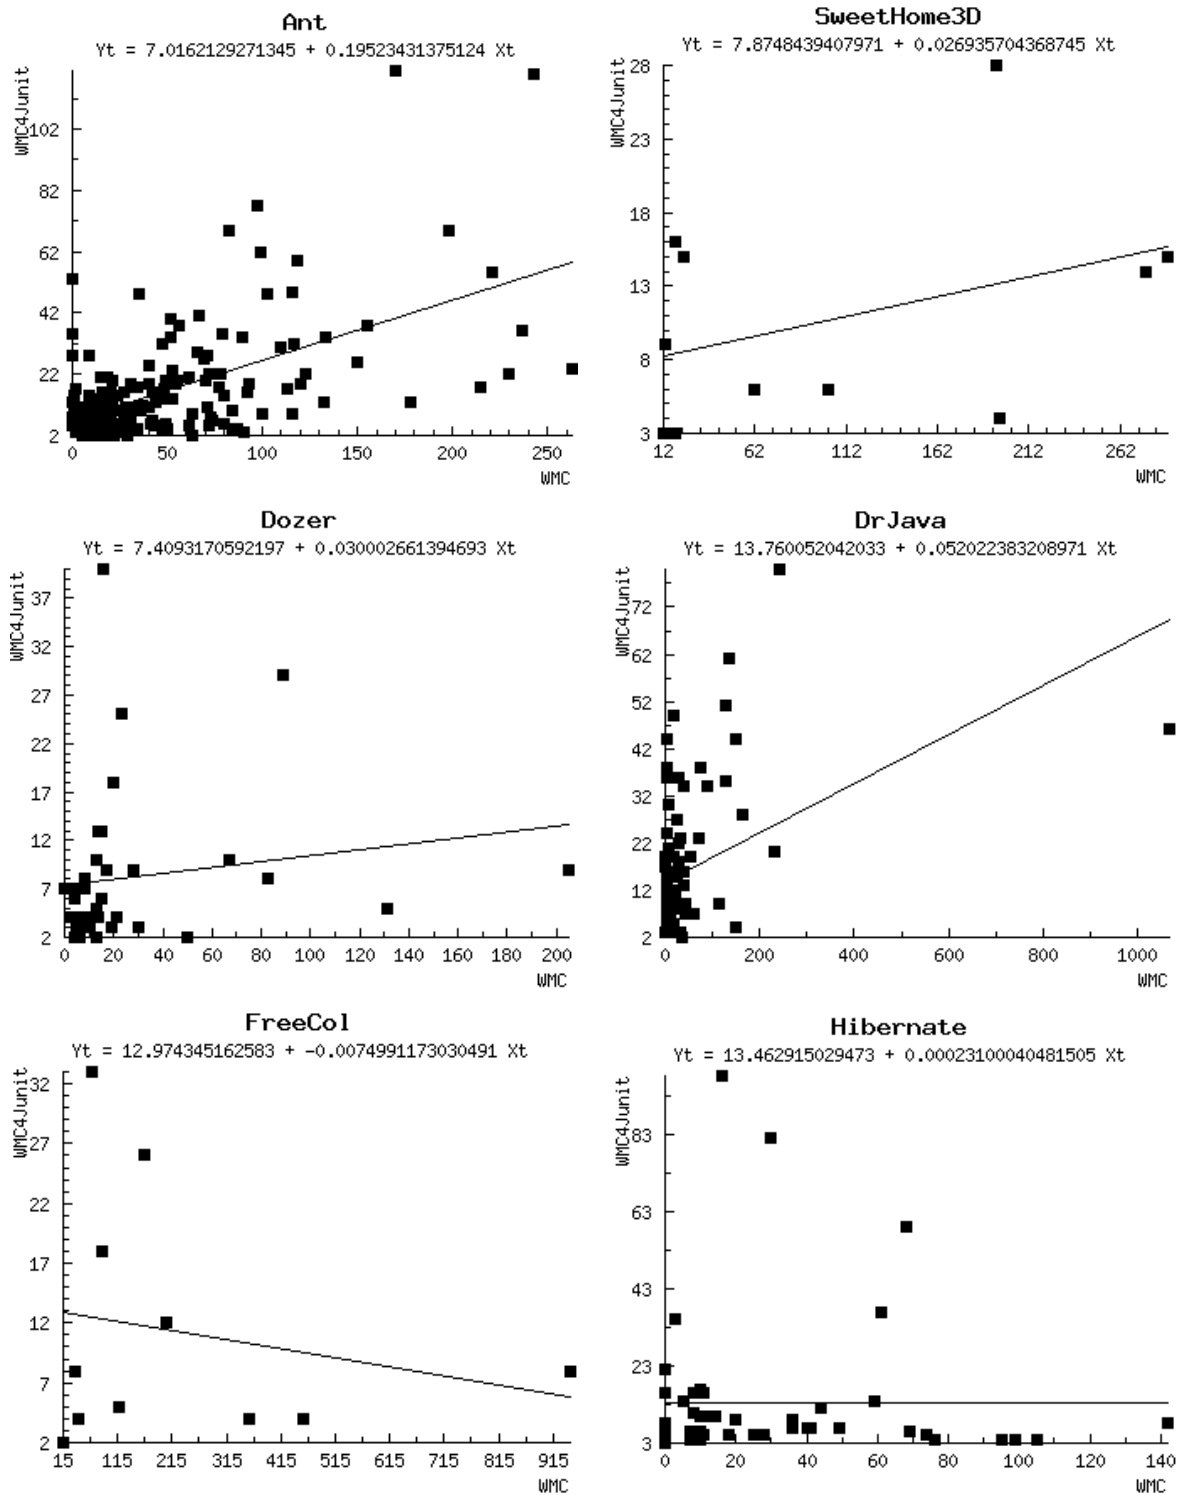 Ant
Yt = 7.0162129271345 + 0.19523431375124 Xt
WMC4Junit
102
82
62
42
22
2
0 50 100 150 200 250
WMC
SweetHome3D
Yt = 7.8748439407971 + 0.026935704368745 Xt
WMC4Junit
28
23
18
13
8
3
12 62 112 162 212 262
WMC
Dozer
Yt = 7.4093170592197 + 0.030002661394693 Xt
WMC4Junit
37
32
27
22
17
12
7
2
0 20 40 60 80 100 120 140 160 180 200
WMC
DrJava
Yt = 13.760052042033 + 0.052022383208971 Xt
WMC4Junit
72
62
52
42
32
22
12
2
0 200 400 600 800 1000
WMC
FreeCol
Yt = 12.974345162583 + -0.0074991173030491 Xt
WMC4Junit
32
27
22
17
12
7
2
15 115 215 315 415 515 615 715 815 915
WMC
Hibernate
Yt = 13.462915029473 + 0.00023100040481505 Xt
WMC4Junit
83
63
43
23
3
0 20 40 60 80 100 120 140
WMC